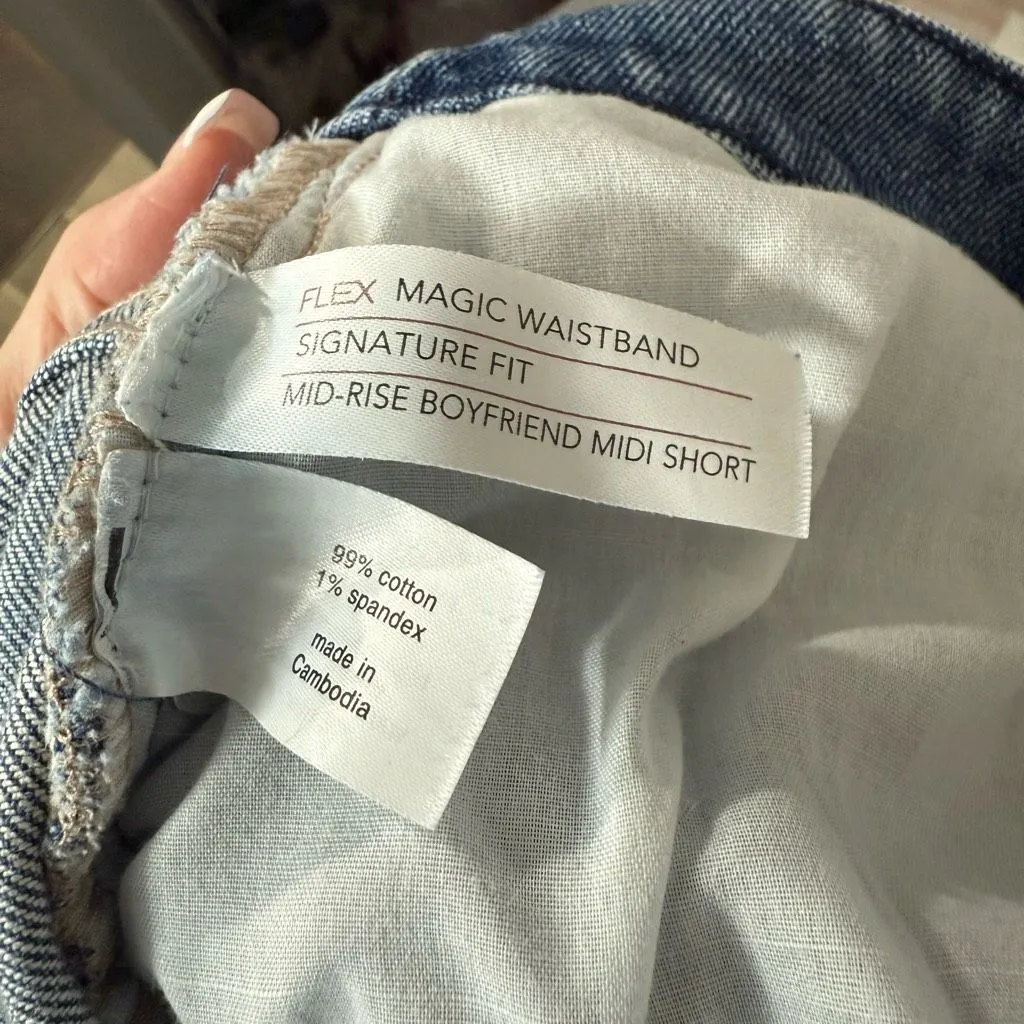 FLEX MAGIC WAISTBAND
SIGNATURE FIT
MID-RISE BOYFRIEND MIDI SHORT
99% cotton
1% spandex
made in
Cambodia